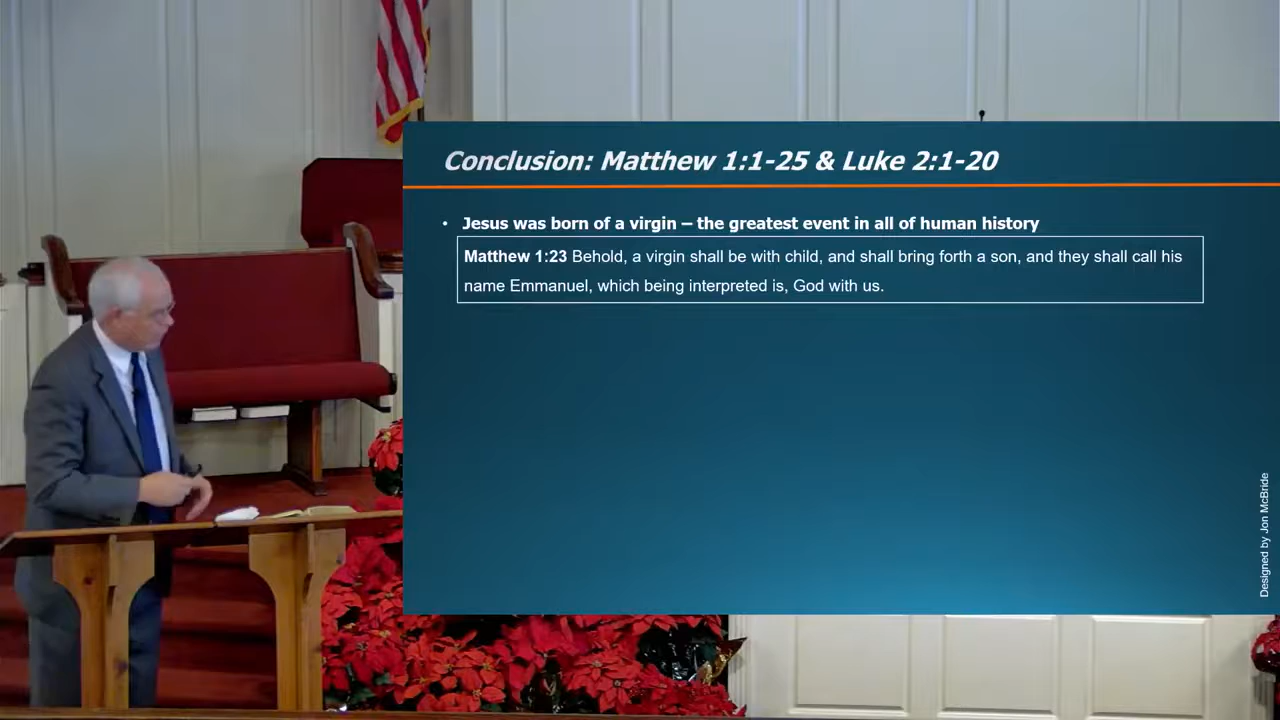 Conclusion: Matthew 1:1-25 & Luke 2:1-20
• Jesus was born of a virgin – the greatest event in all of human history
Matthew 1:23 Behold, a virgin shall be with child, and shall bring forth a son, and they shall call his
name Emmanuel, which being interpreted is, God with us.
Designed by Jon McBride